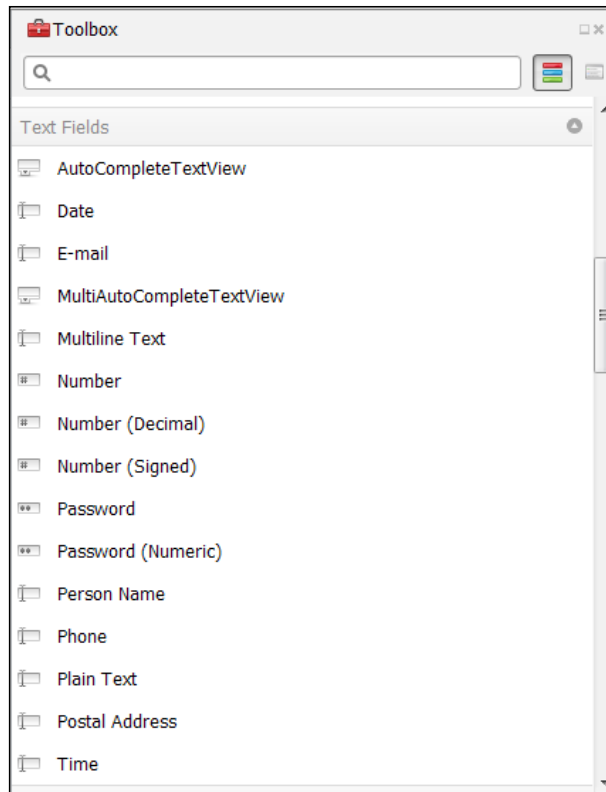 Toolbox
Text Fields
AutoCompleteTextView
Date
E-mail
MultiAutoCompleteTextView
Multiline Text
Number
Number (Decimal)
Number (Signed)
Password
Password (Numeric)
Person Name
Phone
Plain Text
Postal Address
Time